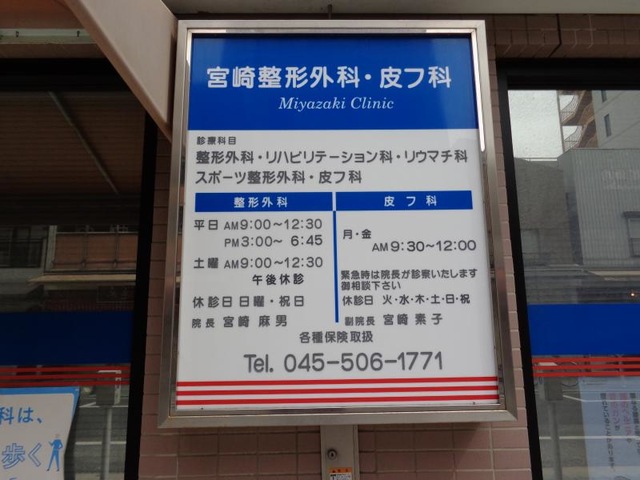 宮崎整形外科・皮フ科
Miyazaki Clinic
診療科目
整形外科・リハビリテーション科・リウマチ科
スポーツ整形外科・皮フ科
整形外科
平日 AM9:00～12:30
PM3:00～ 6:45
土曜 AM9:00～12:30
午後休診
休診日 日曜・祝日
院長 宮崎 麻男
皮フ科
月・金
AM9:30～12:00
緊急時は院長が診察いたします
御相談下さい
休診日 火・水・木・土・日・祝
副院長 宮崎 素子
各種保険取扱
Tel. 045-506-1771
科は、
歩く